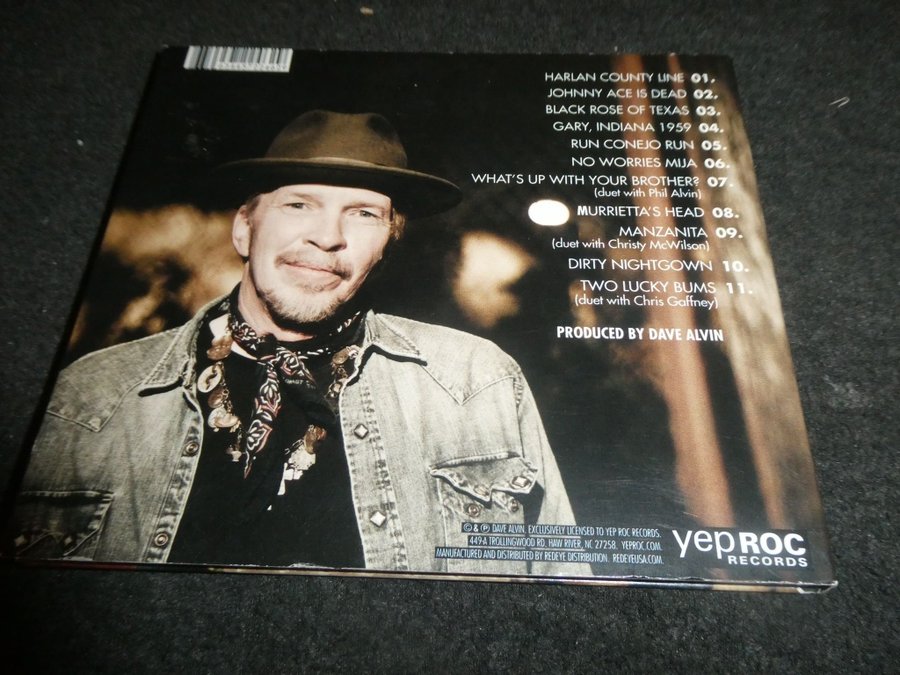 HARLAN COUNTY LINE 01.
JOHNNY ACE IS DEAD 02.
BLACK ROSE OF TEXAS 03.
GARY, INDIANA 1959 04.
RUN CONEJO RUN 05.
NO WORRIES MIJA 06.
WHAT'S UP WITH YOUR BROTHER? 07.
(duet with Phil Alvin)
MURRIETTA'S HEAD 08.
MANZANITA 09.
(duet with Christy McWilson)
DIRTY NIGHTGOWN 10.
TWO LUCKY BUMS 11.
(duet with Chris Gaffney)
PRODUCED BY DAVE ALVIN
© & ℗ DAVE ALVIN, EXCLUSIVELY LICENSED TO YEP ROC RECORDS.
449-A TROLLINGWOOD RD. HAW RIVER, NC 27258. YEPROC.COM.
MANUFACTURED AND DISTRIBUTED BY REDEYE DISTRIBUTION. REDEYEUSA.COM.
yep ROC
RECORDS